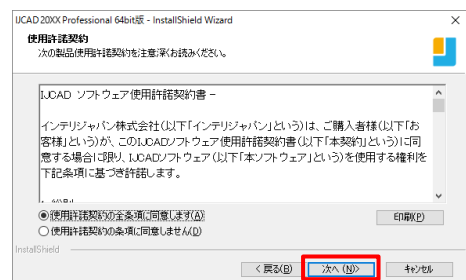 IJCAD 20XX Professional 64bit版 - InstallShield Wizard
使用許諾契約
次の製品使用許諾契約を注意深くお読みください。
IJCAD ソフトウェア使用許諾契約書 –
インテリジャパン株式会社(以下「インテリジャパン」という)は、ご購入者様(以下「お
客様」という)が、このIJCADソフトウェア使用許諾契約書(以下「本契約」という)に同
意する場合に限り、IJCADソフトウェア(以下「本ソフトウェア」という)を使用する権利を
下記条項に基づき許諾します。
使用許諾契約の全条項に同意します(A)
印刷(P)
使用許諾契約の条項に同意しません(D)
InstallShield
< 戻る(B)
次へ (N)>
キャンセル